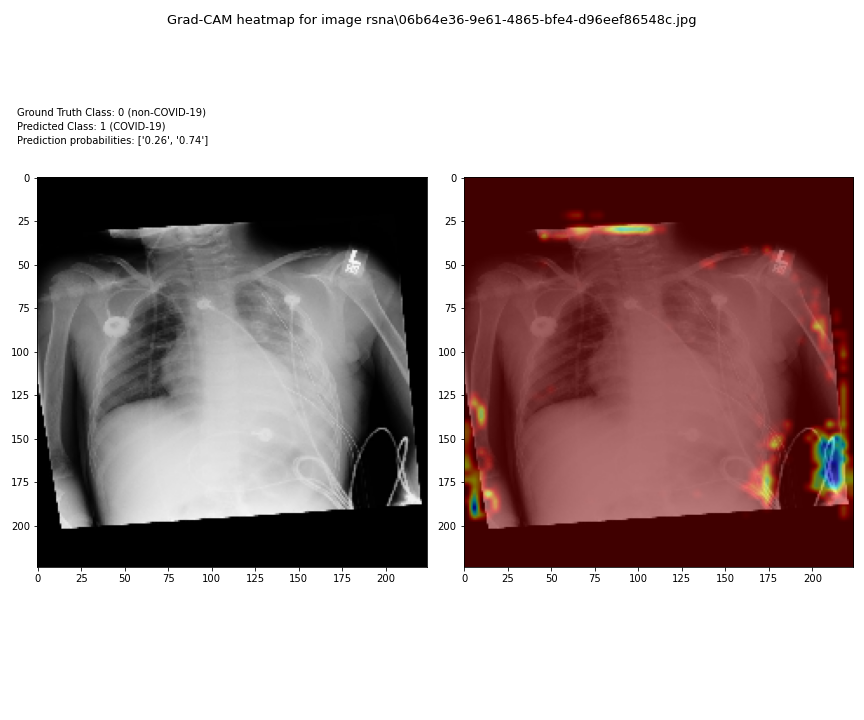 Grad-CAM heatmap for image rsna\06b64e36-9e61-4865-bfe4-d96eef86548c.jpg
Ground Truth Class: 0 (non-COVID-19)
Predicted Class: 1 (COVID-19)
Prediction probabilities: ['0.26', '0.74']
0
25
50
75
100
125
150
175
200
0 25 50 75 100 125 150 175 200
0
25
50
75
100
125
150
175
200
0 25 50 75 100 125 150 175 200
L